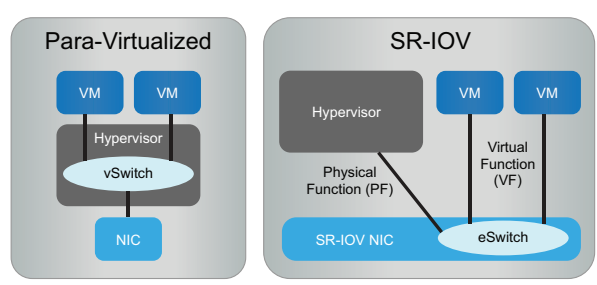 Para-Virtualized
VM
VM
Hypervisor
vSwitch
NIC
SR-IOV
Hypervisor
VM
VM
Physical
Function (PF)
Virtual
Function
(VF)
SR-IOV NIC
eSwitch